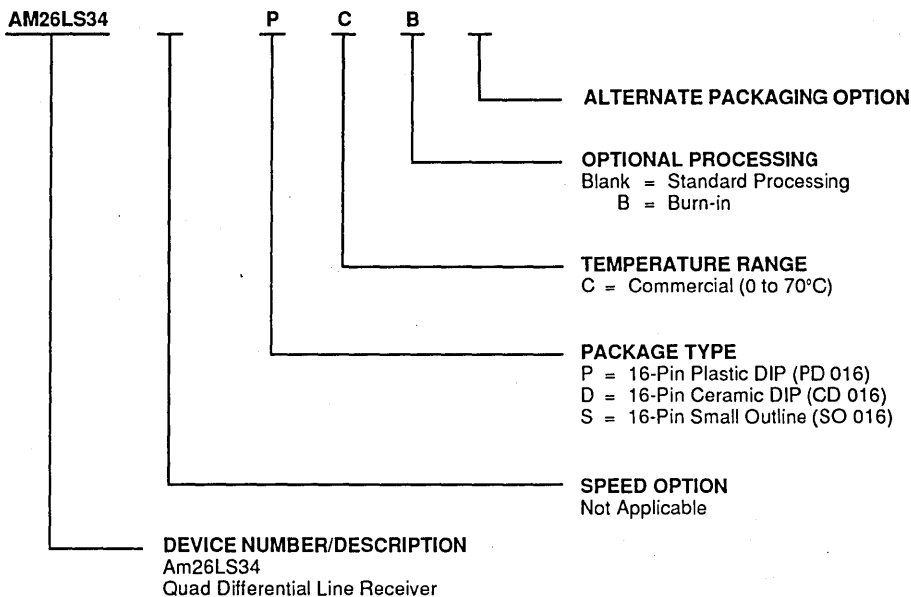 AM26LS34 P C B
ALTERNATE PACKAGING OPTION
OPTIONAL PROCESSING
Blank = Standard Processing
B = Burn-in
TEMPERATURE RANGE
C = Commercial (0 to 70°C)
PACKAGE TYPE
P = 16-Pin Plastic DIP (PD 016)
D = 16-Pin Ceramic DIP (CD 016)
S = 16-Pin Small Outline (SO 016)
SPEED OPTION
Not Applicable
DEVICE NUMBER/DESCRIPTION
Am26LS34
Quad Differential Line Receiver